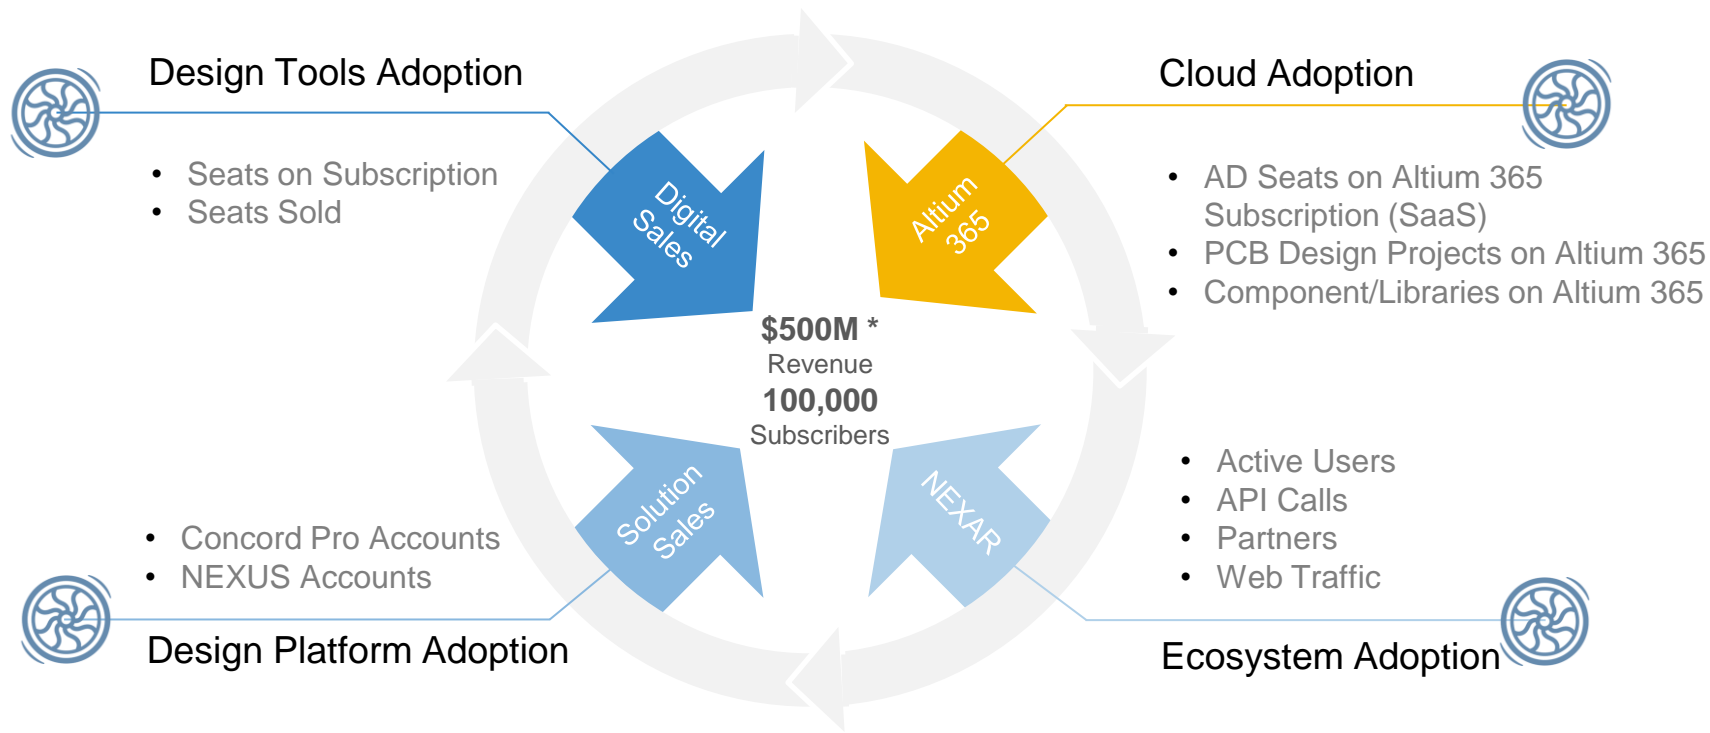 Design Tools Adoption
• Seats on Subscription
• Seats Sold
Digital
Sales
Cloud Adoption
• AD Seats on Altium 365
Subscription (SaaS)
• PCB Design Projects on Altium 365
• Component/Libraries on Altium 365
Altium
365
$500M *
Revenue
100,000
Subscribers
Solution
Sales
• Concord Pro Accounts
• NEXUS Accounts
Design Platform Adoption
NEXAR
• Active Users
• API Calls
• Partners
• Web Traffic
Ecosystem Adoption